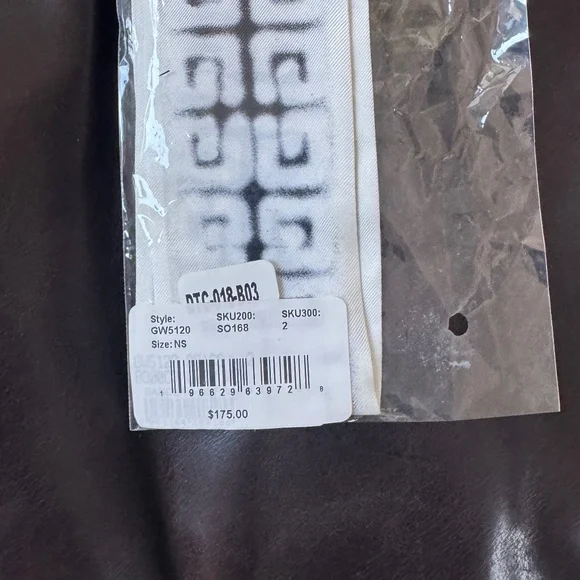 DTC-018-B03
Style: SKU200: SKU300:
GW5120 SO168 2
Size: NS
1 96629 63972 8
$175.00